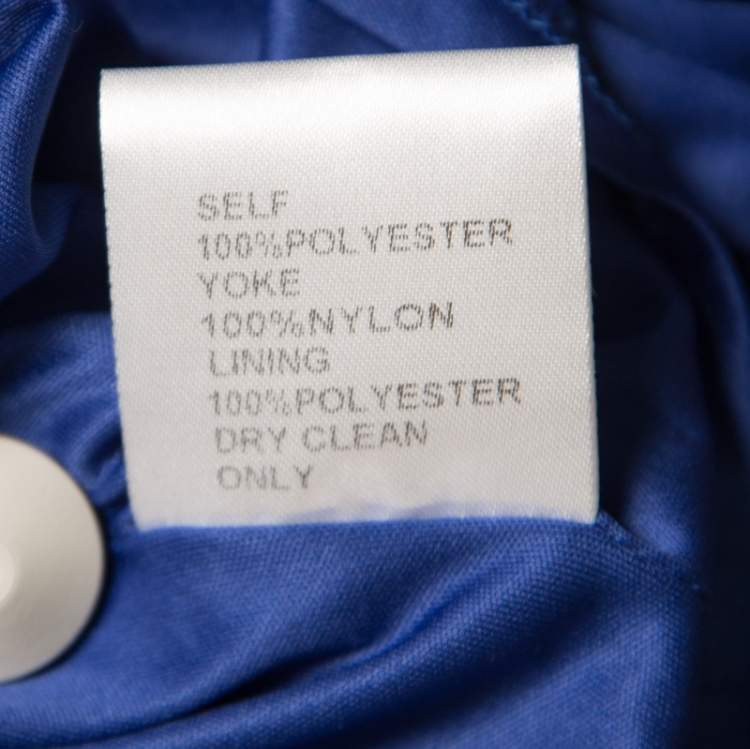 SELF
100%POLYESTER
YOKE
100%NYLON
LINING
100%POLYESTER
DRY CLEAN
ONLY